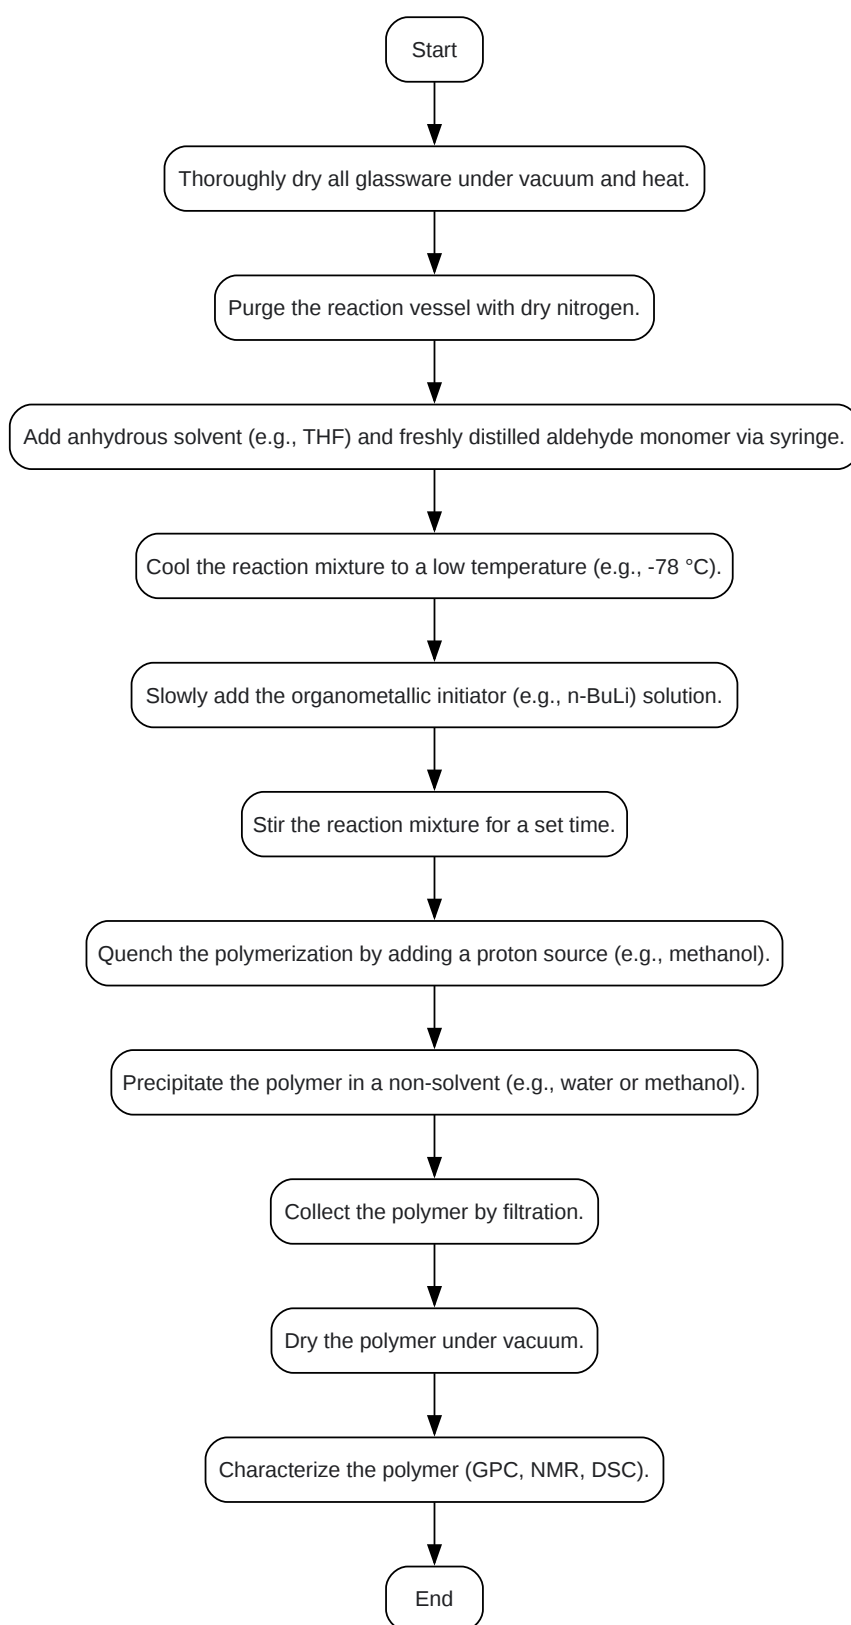 Start
Thoroughly dry all glassware under vacuum and heat.
Purge the reaction vessel with dry nitrogen.
Add anhydrous solvent (e.g., THF) and freshly distilled aldehyde monomer via syringe.
Cool the reaction mixture to a low temperature (e.g., -78 °C).
Slowly add the organometallic initiator (e.g., n-BuLi) solution.
Stir the reaction mixture for a set time.
Quench the polymerization by adding a proton source (e.g., methanol).
Precipitate the polymer in a non-solvent (e.g., water or methanol).
Collect the polymer by filtration.
Dry the polymer under vacuum.
Characterize the polymer (GPC, NMR, DSC).
End